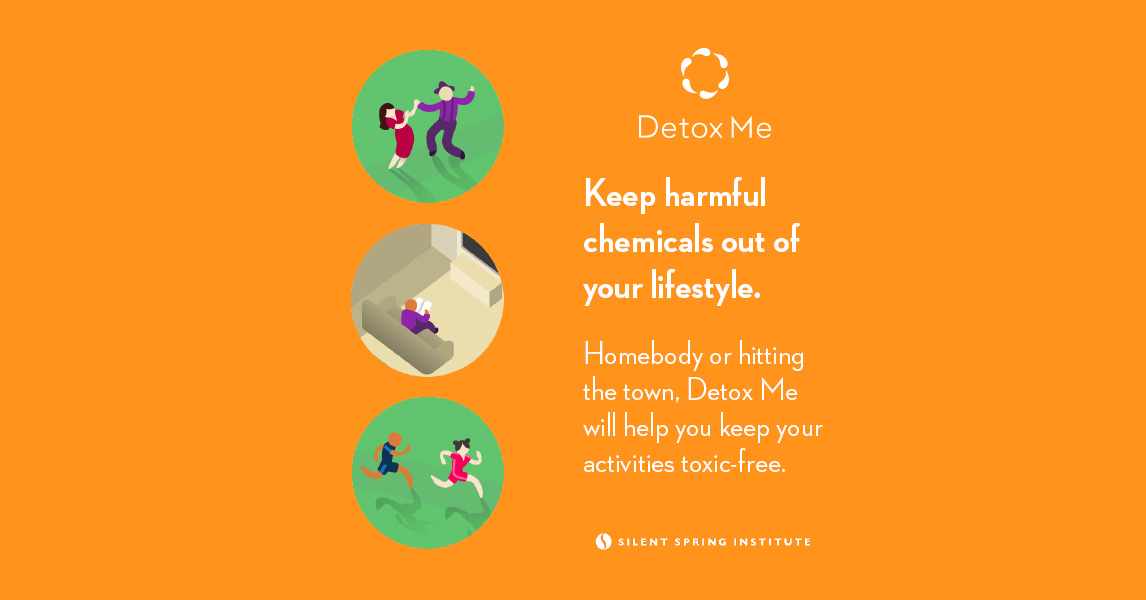 Detox Me
Keep harmful
chemicals out of
your lifestyle.
Homebody or hitting
the town, Detox Me
will help you keep your
activities toxic-free.
SILENT SPRING INSTITUTE